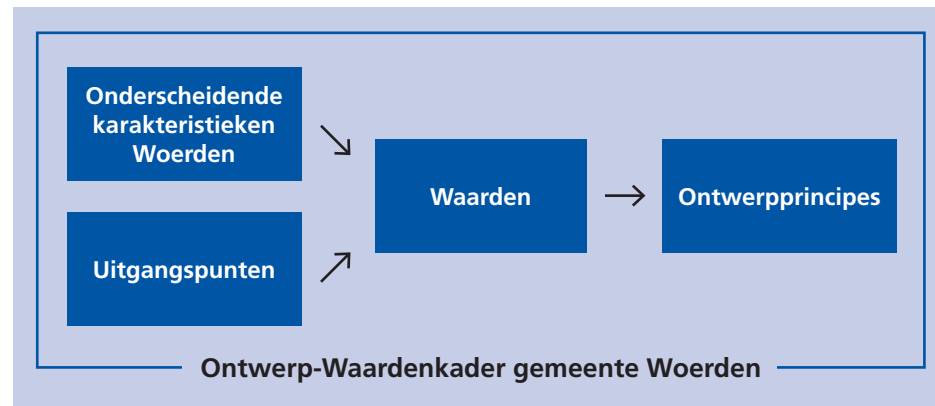 Onderscheidende
karakteristieken
Woerden
Uitgangspunten
Waarden
Ontwerpprincipes
Ontwerp-Waardenkader gemeente Woerden